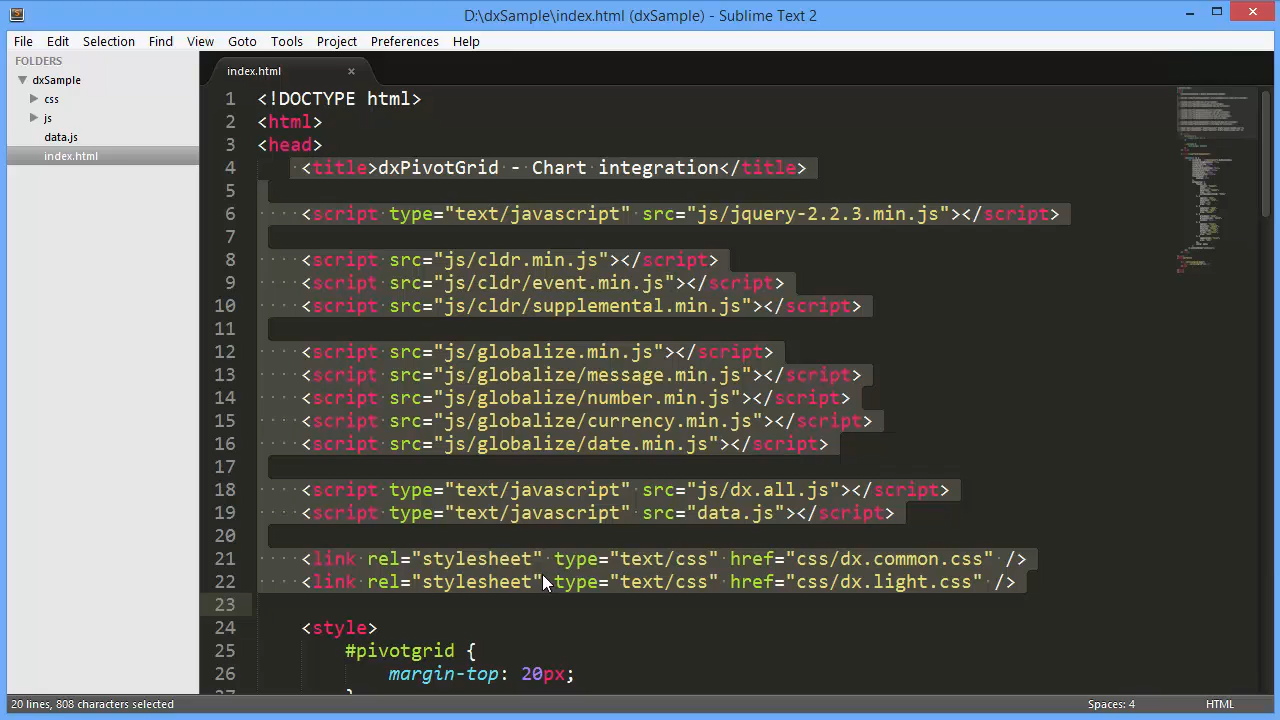 D:\dxSample\index.html (dxSample) - Sublime Text 2
File Edit Selection Find View Goto Tools Project Preferences Help
FOLDERS
dxSample
css
js
data.js
index.html
index.html ×
1 <!DOCTYPE html>
2 <html>
3 <head>
4 <title>dxPivotGrid - Chart integration</title>
5
6 <script type="text/javascript" src="js/jquery-2.2.3.min.js"></script>
7
8 <script src="js/cldr.min.js"></script>
9 <script src="js/cldr/event.min.js"></script>
10 <script src="js/cldr/supplemental.min.js"></script>
11
12 <script src="js/globalize.min.js"></script>
13 <script src="js/globalize/message.min.js"></script>
14 <script src="js/globalize/number.min.js"></script>
15 <script src="js/globalize/currency.min.js"></script>
16 <script src="js/globalize/date.min.js"></script>
17
18 <script type="text/javascript" src="js/dx.all.js"></script>
19 <script type="text/javascript" src="data.js"></script>
20
21 <link rel="stylesheet" type="text/css" href="css/dx.common.css" />
22 <link rel="stylesheet" type="text/css" href="css/dx.light.css" />
23
24 <style>
25 #pivotgrid {
26 margin-top: 20px;
20 lines, 808 characters selected
Spaces: 4
HTML